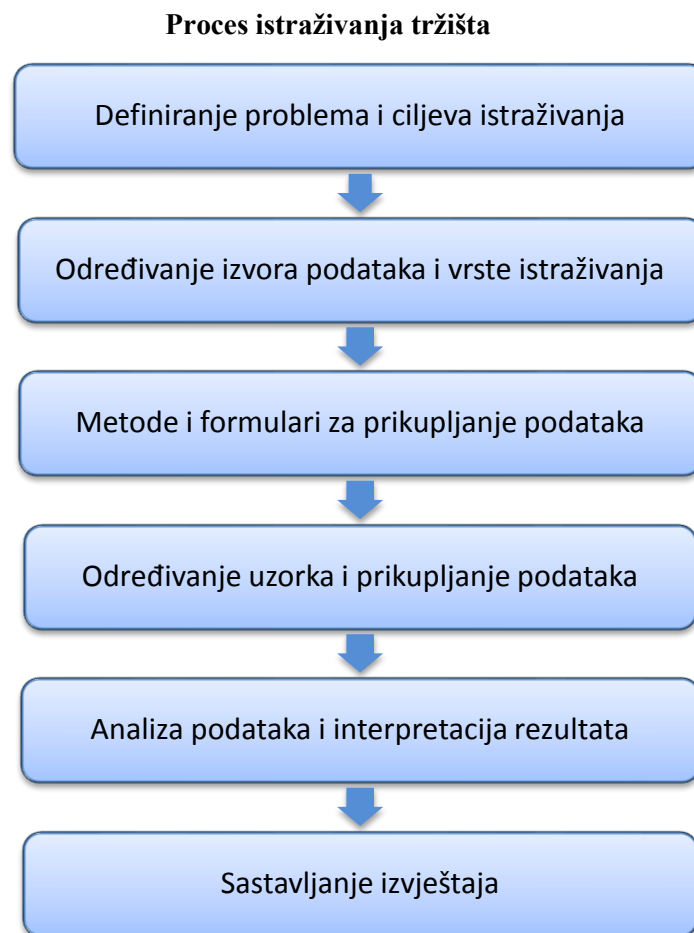 Proces istraživanja tržišta
Definiranje problema i ciljeva istraživanja
Određivanje izvora podataka i vrste istraživanja
Metode i formulari za prikupljanje podataka
Određivanje uzorka i prikupljanje podataka
Analiza podataka i interpretacija rezultata
Sastavljanje izvještaja